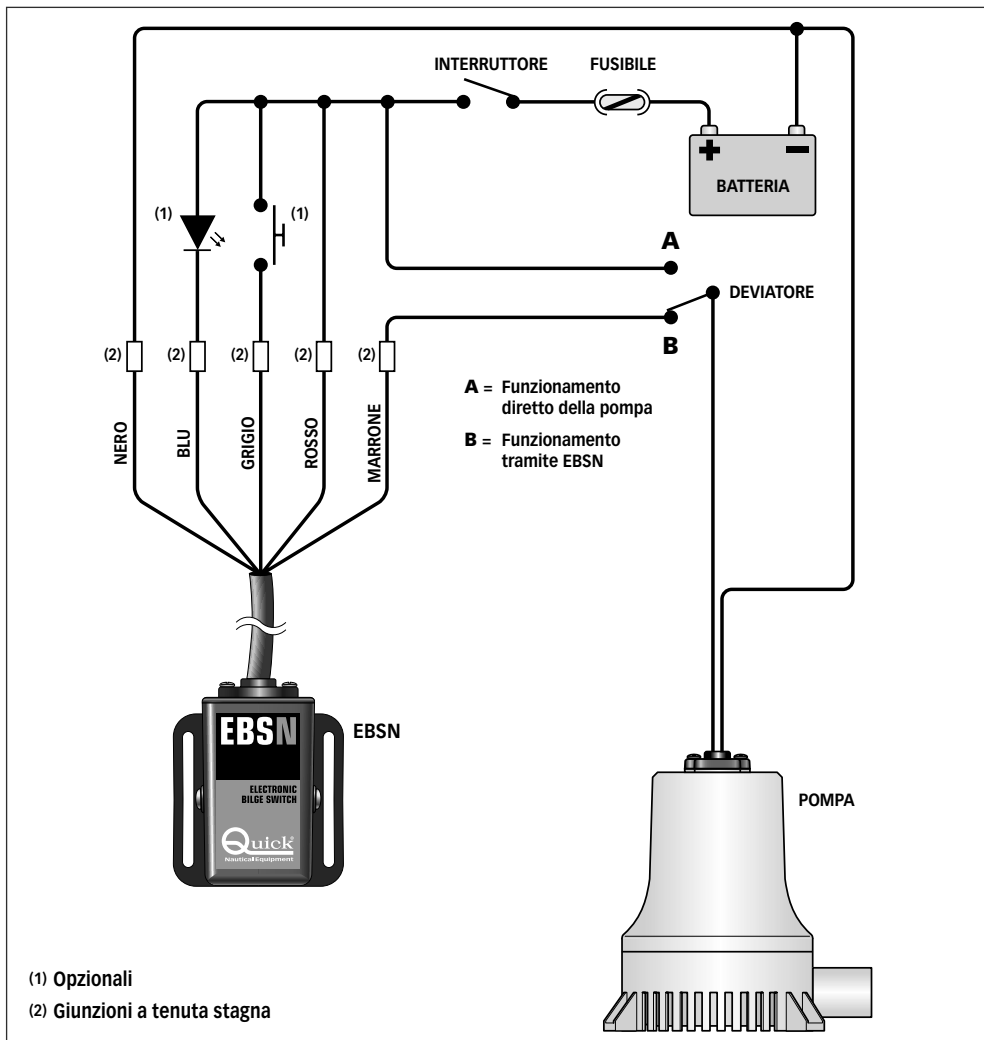 INTERRUTTORE
FUSIBILE
+
−
BATTERIA
(1)
(1)
A
DEVIATORE
B
(2)
(2)
(2)
(2)
(2)
A = Funzionamento
diretto della pompa
B = Funzionamento
tramite EBSN
NERO
BLU
GRIGIO
ROSSO
MARRONE
EBSN
ELECTRONIC
BILGE SWITCH
Quick®
Nautical Equipment
EBSN
POMPA
(1) Opzionali
(2) Giunzioni a tenuta stagna